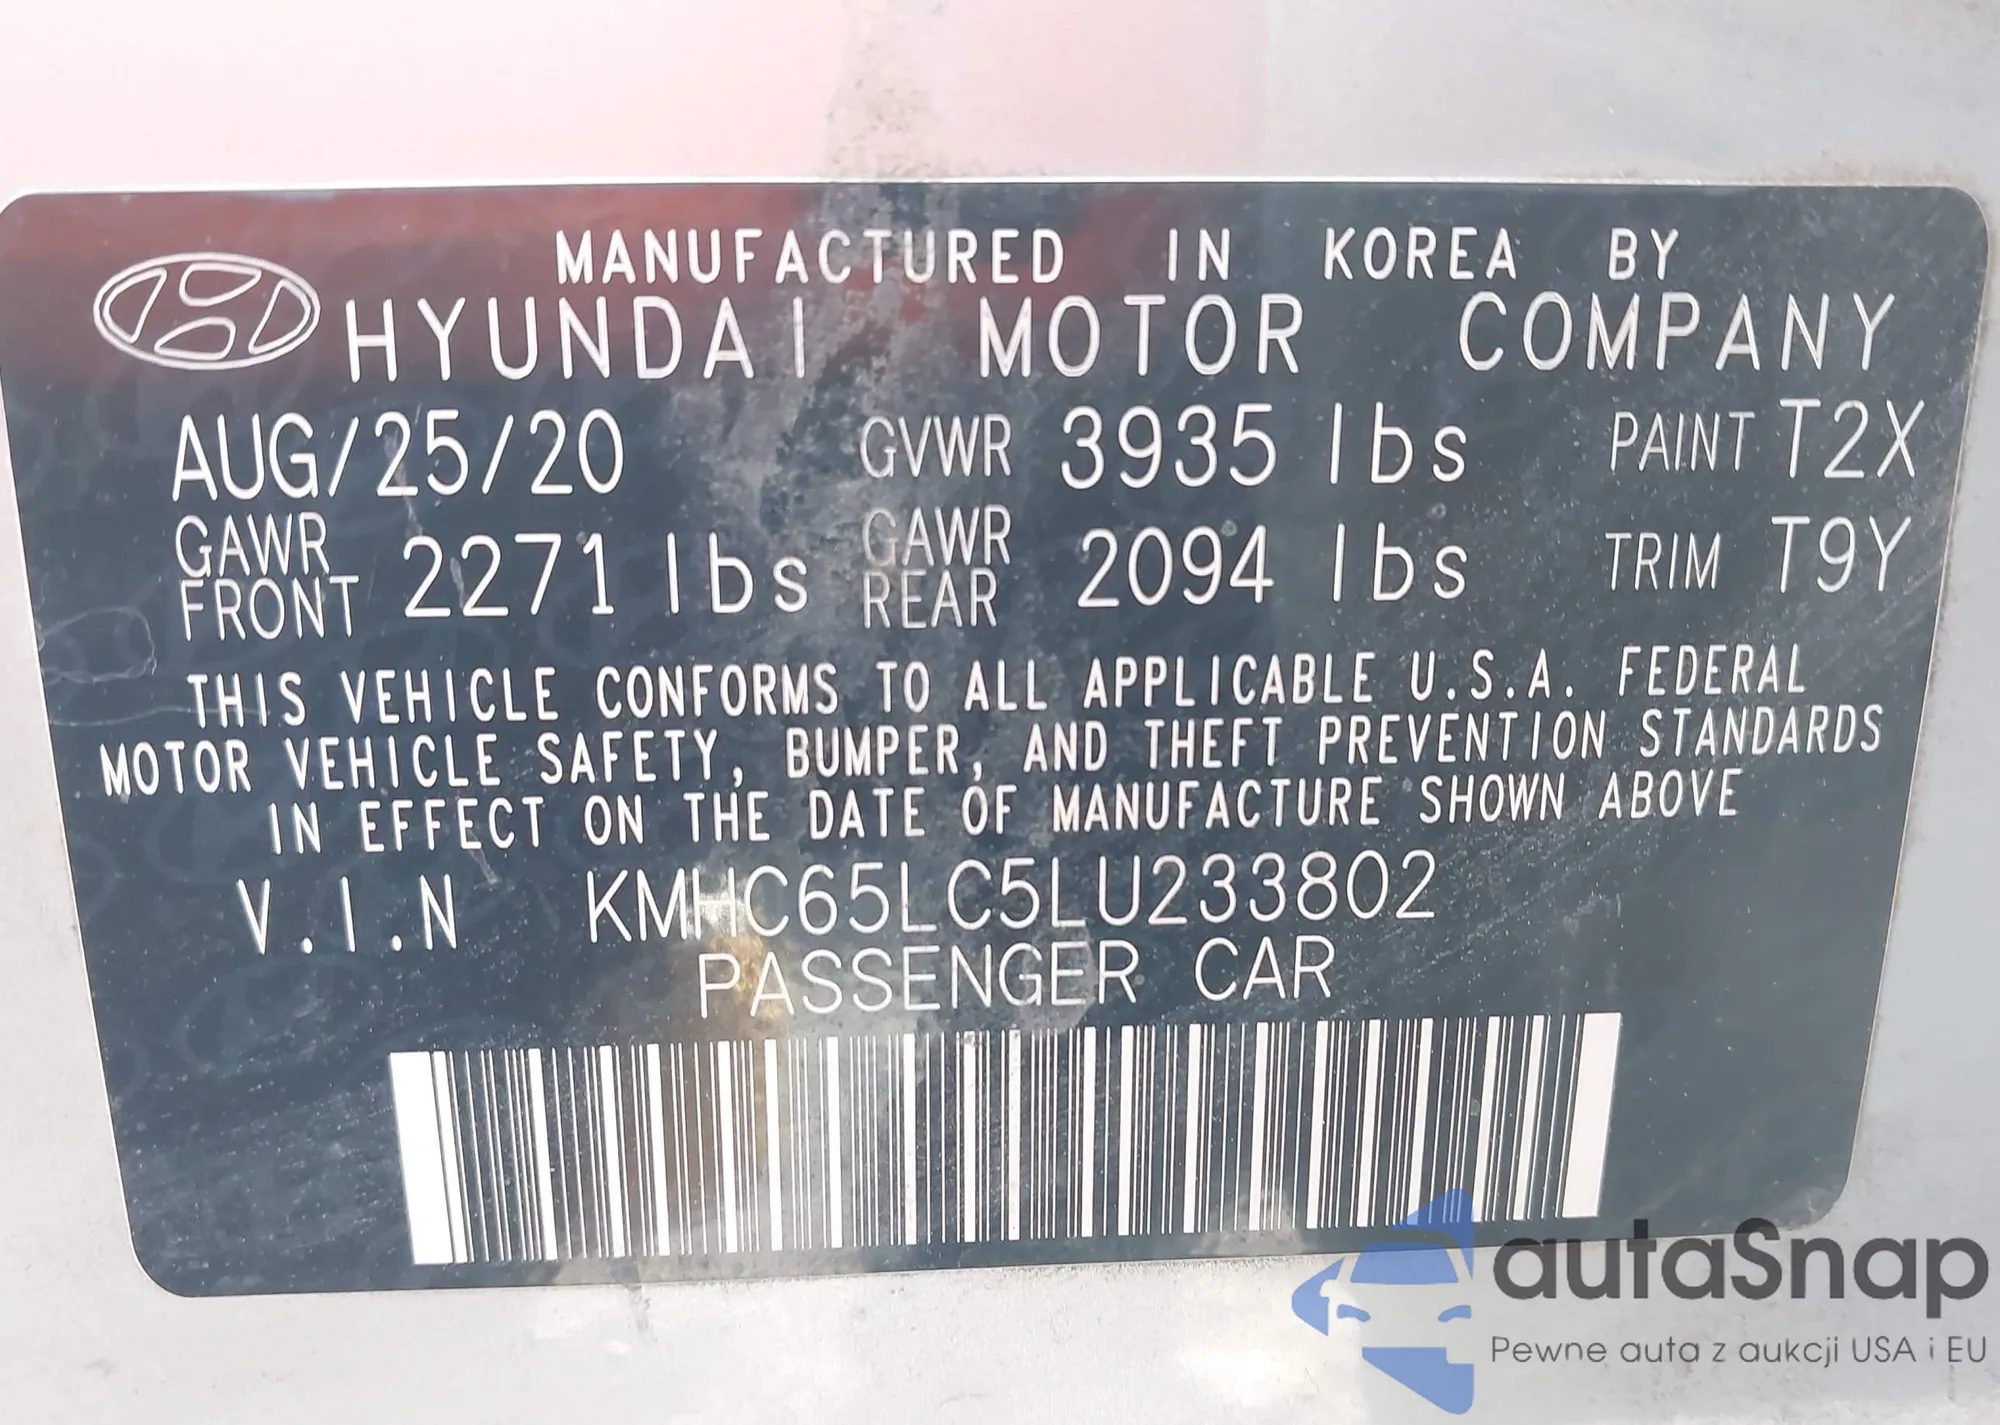 MANUFACTURED IN KOREA BY
HYUNDAI MOTOR COMPANY
AUG/25/20 GVWR 3935 lbs PAINT T2X
GAWR FRONT 2271 lbs GAWR REAR 2094 lbs TRIM T9Y
THIS VEHICLE CONFORMS TO ALL APPLICABLE U.S.A. FEDERAL
MOTOR VEHICLE SAFETY, BUMPER, AND THEFT PREVENTION STANDARDS
IN EFFECT ON THE DATE OF MANUFACTURE SHOWN ABOVE
V.I.N KMHC65LC5LU233802
PASSENGER CAR
autaSnap
Pewne auta z aukcji USA i EU